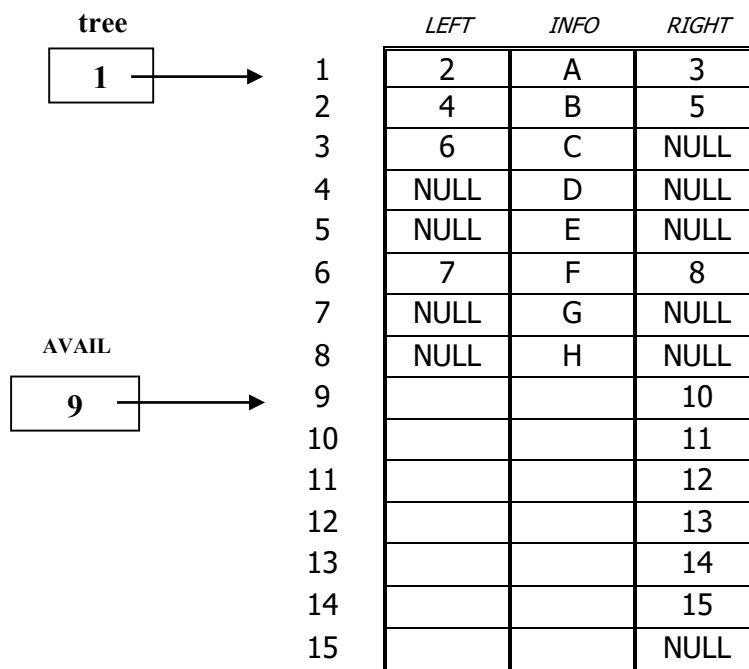 tree LEFT INFO RIGHT
1 1 2 A 3
2 4 B 5
3 6 C NULL
4 NULL D NULL
5 NULL E NULL
6 7 F 8
7 NULL G NULL
AVAIL 8 NULL H NULL
9 9 10
10 11
11 12
12 13
13 14
14 15
15 NULL